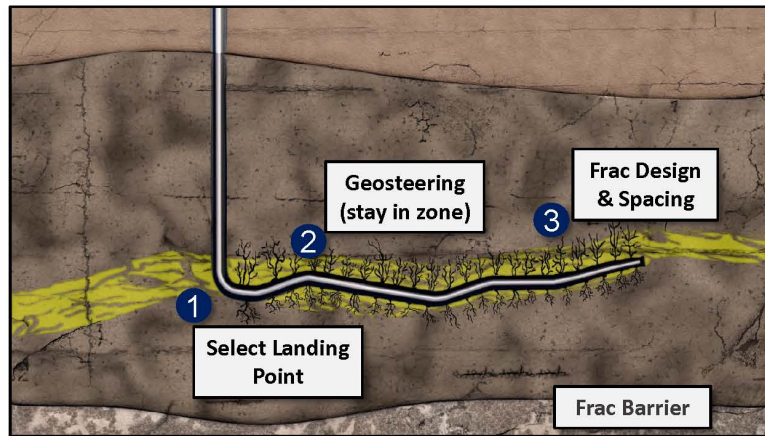 Geosteering
(stay in zone)
Frac Design
& Spacing
2
3
1
Select Landing
Point
Frac Barrier